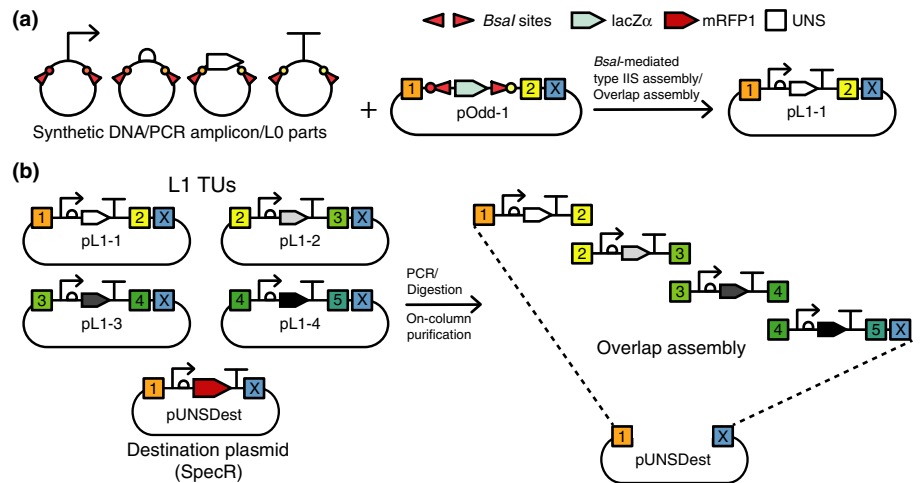 (a)
BsaI sites
lacZα
mRFP1
UNS
Synthetic DNA/PCR amplicon/L0 parts
+
1
2
X
pOdd-1
BsaI-mediated
type IIS assembly/
Overlap assembly
1
2
X
pL1-1
(b)
L1 TUs
1
2
X
pL1-1
2
3
X
pL1-2
3
4
X
pL1-3
4
5
X
pL1-4
1
X
pUNSDest
Destination plasmid
(SpecR)
PCR/
Digestion
On-column
purification
1
2
2
3
3
4
4
5
X
Overlap assembly
1
X
pUNSDest